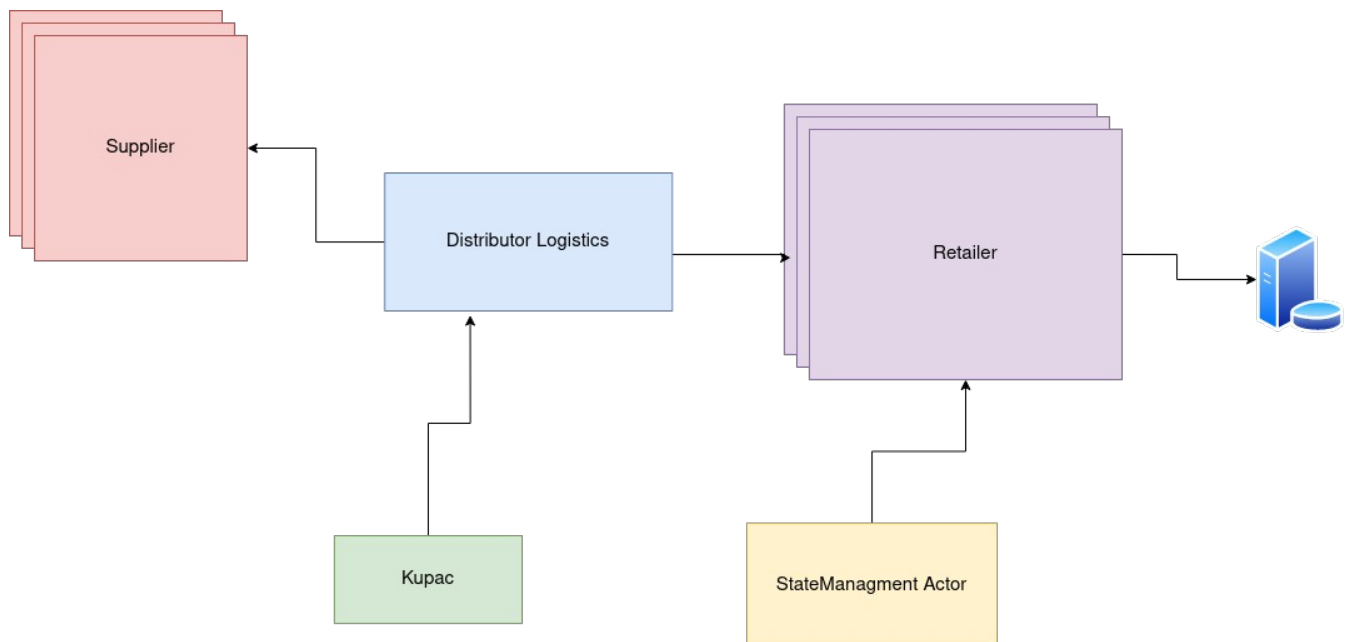 Supplier
Distributor Logistics
Retailer
Kupac
StateManagment Actor